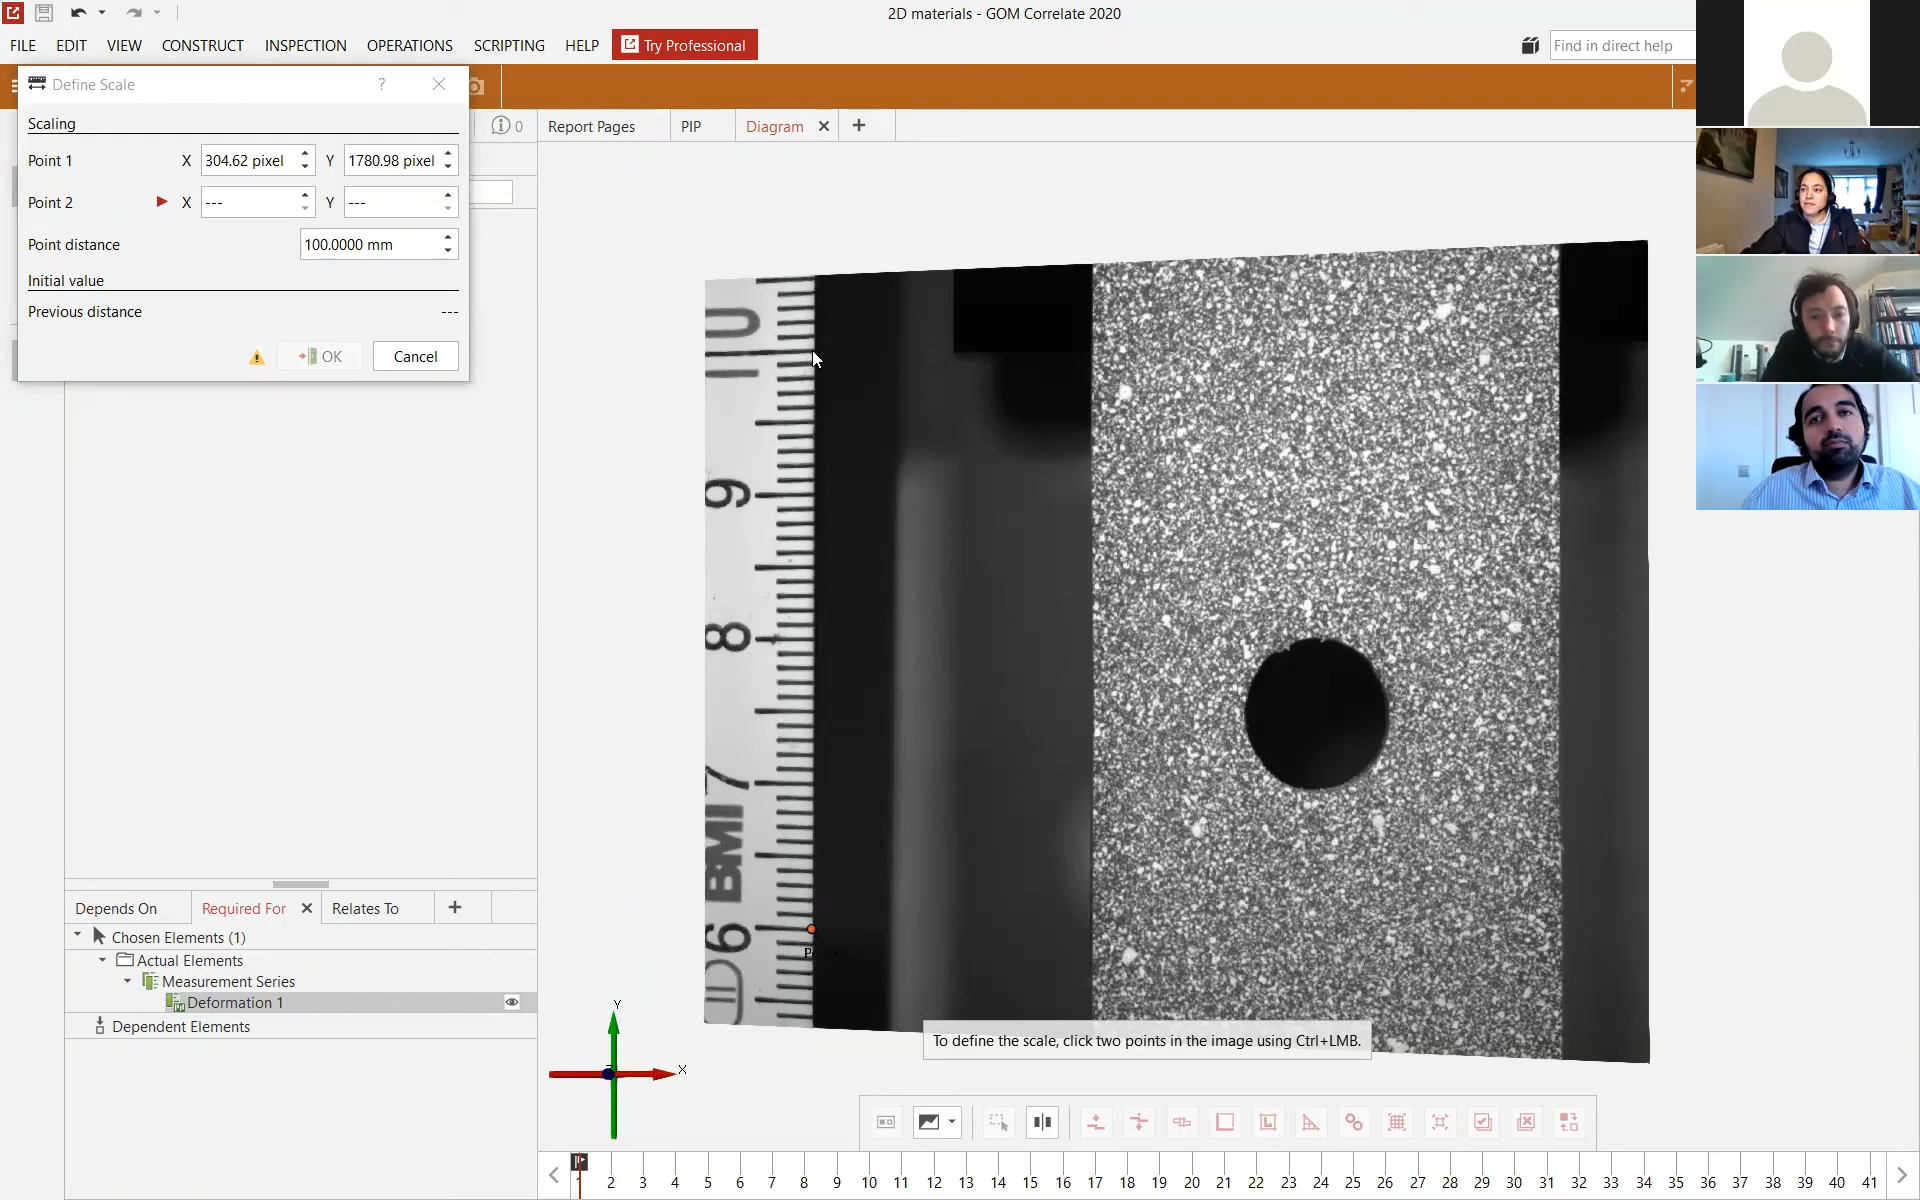 2D materials - GOM Correlate 2020
FILE EDIT VIEW CONSTRUCT INSPECTION OPERATIONS SCRIPTING HELP Try Professional
Find in direct help
Define Scale ?
Scaling
Point 1 X 304.62 pixel Y 1780.98 pixel
Point 2 X --- Y ---
Point distance 100.0000 mm
Initial value
Previous distance ---
OK Cancel
0
Report Pages PIP Diagram +
10
9
8
7
BMI
6
To define the scale, click two points in the image using Ctrl+LMB.
Y
X
Depends On Required For Relates To +
Chosen Elements (1)
Actual Elements
Measurement Series
Deformation 1
Dependent Elements
2 3 4 5 6 7 8 9 10 11 12 13 14 15 16 17 18 19 20 21 22 23 24 25 26 27 28 29 30 31 32 33 34 35 36 37 38 39 40 41